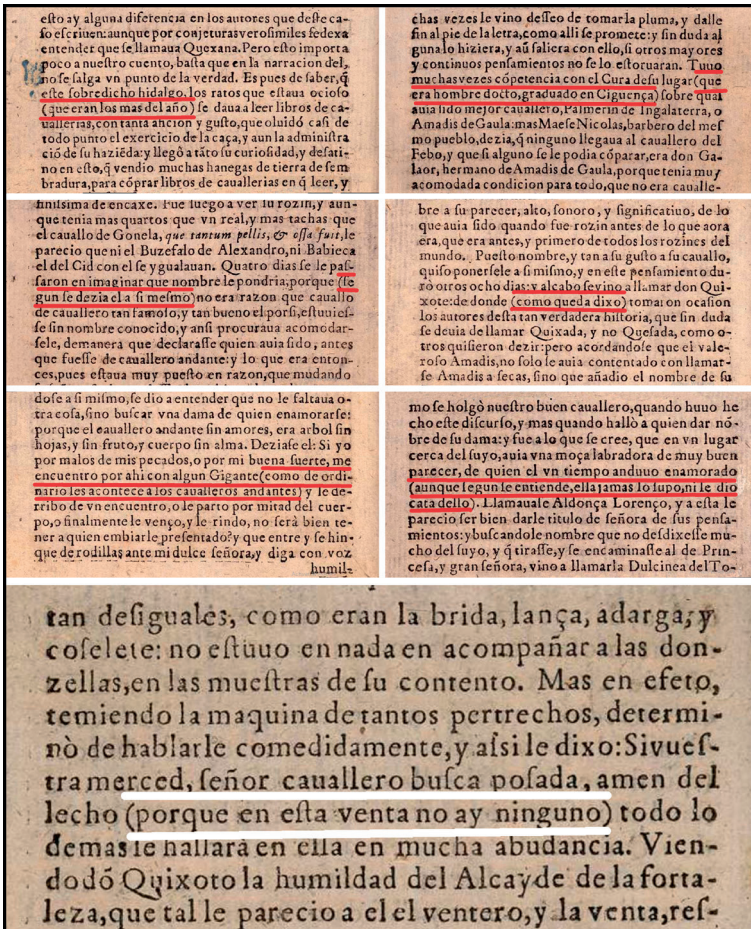 esto ay alguna diferencia en los autores que deste ca-
so escriuen: aunque por conjeturas verosimiles se dexa
entender que se llamaua Quexana. Pero esto importa
poco a nuestro cuento, basta que en la narracion del,
no se salga vn punto de la verdad. Es pues de saber, q̃
este sobredicho hidalgo, los ratos que estaua ocioso
(que eran los mas del año) se daua a leer libros de ca-
uallerias, con tanta aficion y gusto, que oluidó casi de
todo punto el exercicio de la caça, y aun la administra
ció de su hazieda: y llegò a tãto su curiosidad, y desati-
no en esto, q̃ vendio muchas hanegas de tierra de sem
bradura, para cóprar libros de cauallerias en q̃ leer, y
chas vezes le vino desseo de tomar la pluma, y dalle
fin al pie de la letra, como alli se promete: y sin duda al
guna lo hiziera, y aũ saliera con ello, si otros mayores
y continuos pensamientos no se lo estoruaran. Tuuo
muchas vezes cópetencia con el Cura de su lugar (que
era hombre docto, graduado en Ciguença) sobre qual
auia sido mejor cauallero, Palmerin de Ingalaterra, o
Amadis de Gaula: mas Maese Nicolas, barbero del mes
mo pueblo, dezia, q̃ ninguno llegaua al cauallero del
Febo, y que si alguno se le podia cóparar, era don Ga-
laor, hermano de Amadis de Gaula, porque tenia muy
acomodada condicion para todo, que no era caualle-
finissima de encaxe. Fue luego a ver su rozin, y aun-
que tenia mas quartos que vn real, y mas tachas que
el cauallo de Gonela, que tantum pellis, & ossa fuit, le
parecio que ni el Buzefalo de Alexandro, ni Babieca
el del Cid con el se ygualauan. Quatro dias se le pas-
saron en imaginar que nombre le pondria, porque (se
gun se dezia el a si mesmo) no era razon que cauallo
de cauallero tan famoso, y tan bueno el por si, estuuies-
se sin nombre conocido, y ansi procuraua acomodar-
sele, de manera que declarasse quien auia sido, antes
que fuesse de cauallero andante: y lo que era enton-
ces, pues estaua muy puesto en razon, que mudando
bre a su parecer, alto, sonoro, y significatiuo, de lo
que auia sido quando fue rozin antes de lo que aora
era, que era antes, y primero de todos los rozines del
mundo. Puesto nombre, y tan a su gusto a su cauallo,
quiso ponersele a si mismo, y en este pensamiento du-
ro otros ocho dias: y al cabo se vino a llamar don Qui-
xote: de donde (como queda dixo) tomaron ocasion
los autores desta tan verdadera historia, que sin duda
se deuia de llamar Quixada, y no Quesada, como o-
tros quisieron dezir: pero acordandose que el vale-
roso Amadis, no solo se auia contentado con llamar-
se Amadis a secas, sino que añadio el nombre de su
dose a si mismo, se dio a entender que no le faltaua o-
tra cosa, sino buscar vna dama de quien enamorarse:
porque el cauallero andante sin amores, era arbol sin
hojas, y sin fruto, y cuerpo sin alma. Deziase el: Si yo
por malos de mis pecados, o por mi buena suerte, me
encuentro por ahi con algun Gigante (como de ordi-
nario les acontece a los caualleros andantes) y le de-
rribo de vn encuentro, o le parto por mitad del cuer-
po, o finalmente le venço, y le rindo, no serà bien te-
ner a quien embiarle presentado? y que entre y se hin-
que de rodillas ante mi dulce señora, y diga con voz
humil-
mo se holgò nuestro buen cauallero, quando huuo he
cho este discurso, y mas quando hallò a quien dar nó-
bre de su dama: y fue a lo que se cree, que en vn lugar
cerca del suyo, auia vna moça labradora de muy buen
parecer, de quien el vn tiempo anduuo enamorado
(aunque segun se entiende, ella jamas lo supo, ni le dio
cata dello). Llamauase Aldonça Lorenço, y a esta le
parecio ser bien darle titulo de señora de sus pensa-
mientos: y buscandole nombre que no desdixesse mu-
cho del suyo, y q̃ tirasse, y se encaminasse al de Prin-
cesa, y gran señora, vino a llamarla Dulcinea del To-
tan desiguales, como eran la brida, lança, adarga, y
coselete: no estuuo en nada en acompañar a las don-
zellas, en las muestras de su contento. Mas en efeto,
temiendo la maquina de tantos pertrechos, determi-
nò de hablarle comedidamente, y assi le dixo: Si vues-
tra merced, señor cauallero busca posada, amen del
lecho (porque en esta venta no ay ninguno) todo lo
demas se hallarà en ella en mucha abudancia. Vien-
do dó Quixoto la humildad del Alcayde de la forta-
leza, que tal le parecio a el el ventero, y la venta, res-